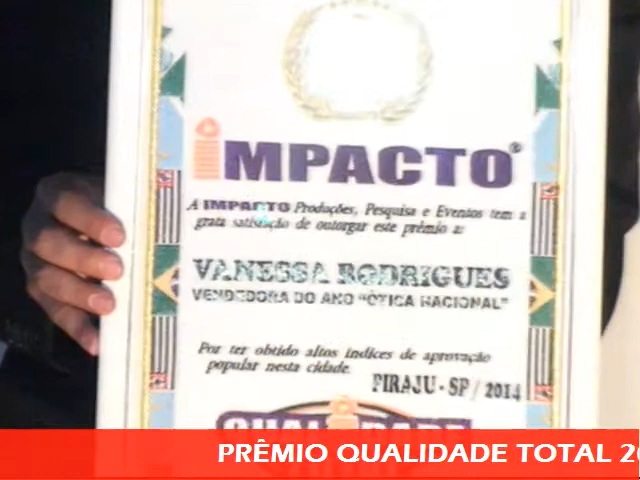 IMPACTO®
A IMPACTO Produções, Pesquisa e Eventos tem a
grata satisfação de outorgar este prêmio a:
VANESSA RODRIGUES
VENDEDORA DO ANO "ÓTICA NACIONAL"
Por ter obtido altos índices de aprovação
popular nesta cidade.
PIRAJU - SP / 2014
QUALIDADE
PRÊMIO QUALIDADE TOTAL 20